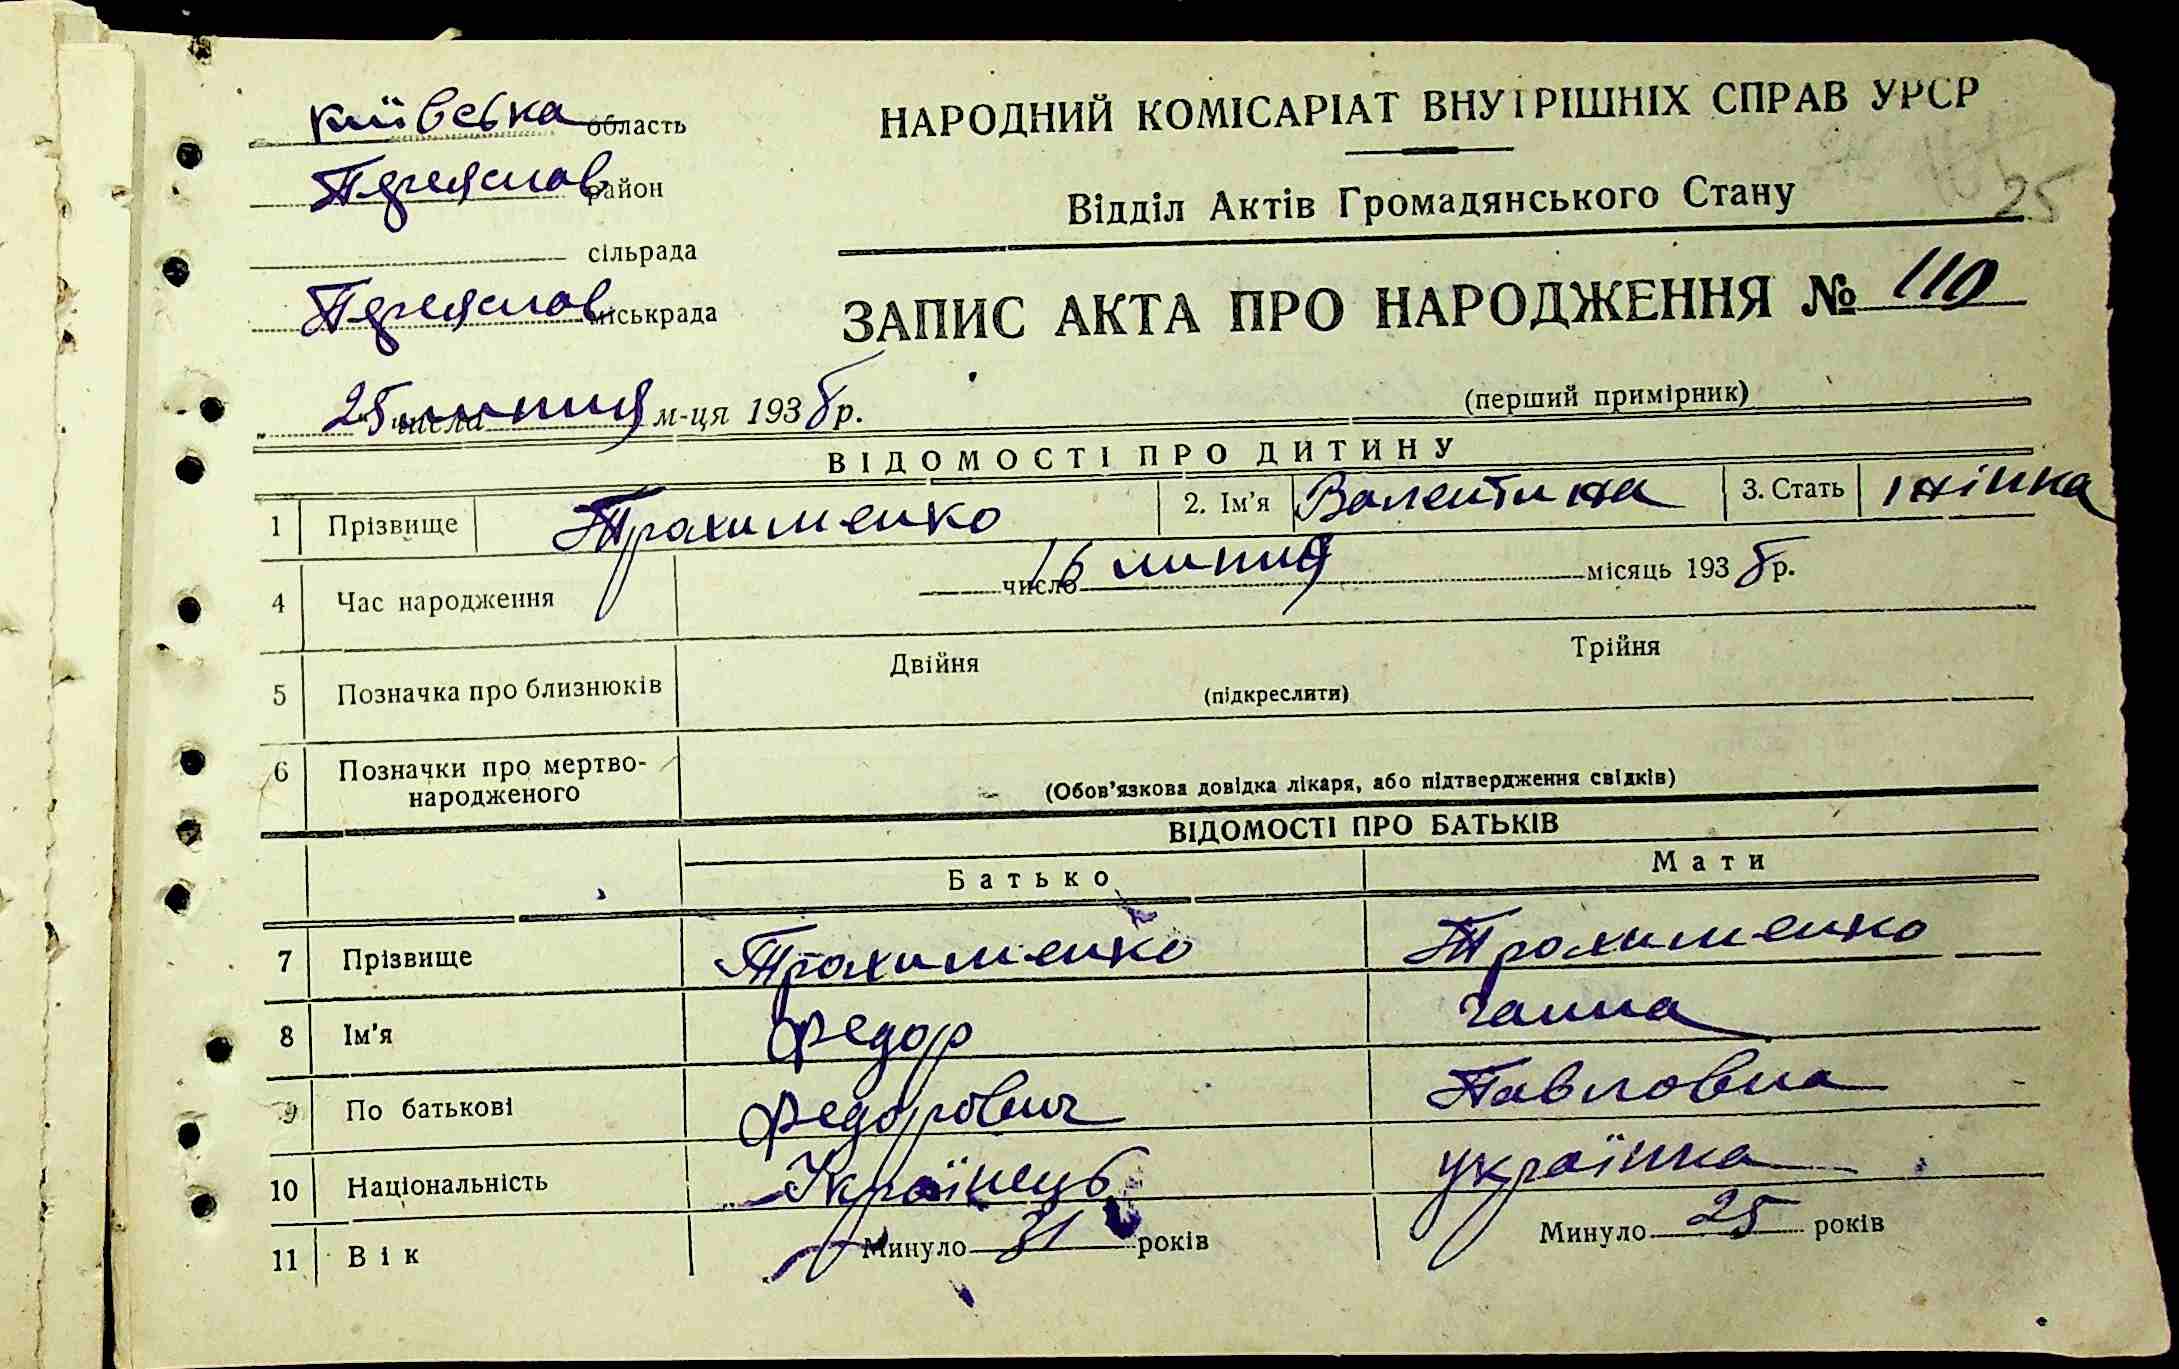 Київська область
Переяслав район
сільрада
Переяслав міськрада
НАРОДНИЙ КОМІСАРІАТ ВНУТРІШНІХ СПРАВ УРСР
Відділ Актів Громадянського Стану
25
ЗАПИС АКТА ПРО НАРОДЖЕННЯ № 110
25 числа липня м-ця 1938 р.
(перший примірник)
ВІДОМОСТІ ПРО ДИТИНУ
1 Прізвище Трохименко 2. Ім'я Валентина 3. Стать жінка
4 Час народження 16 число липня місяць 1938 р.
5 Позначка про близнюків Двійня Трійня
(підкреслити)
6 Позначки про мертво-
народженого
(Обов'язкова довідка лікаря, або підтвердження свідків)
ВІДОМОСТІ ПРО БАТЬКІВ
Батько Мати
7 Прізвище Трохименко Трохименко
8 Ім'я Федор Ганна
9 По батькові Федорович Павловна
10 Національність Українець українка
11 Вік Минуло 31 років Минуло 25 років